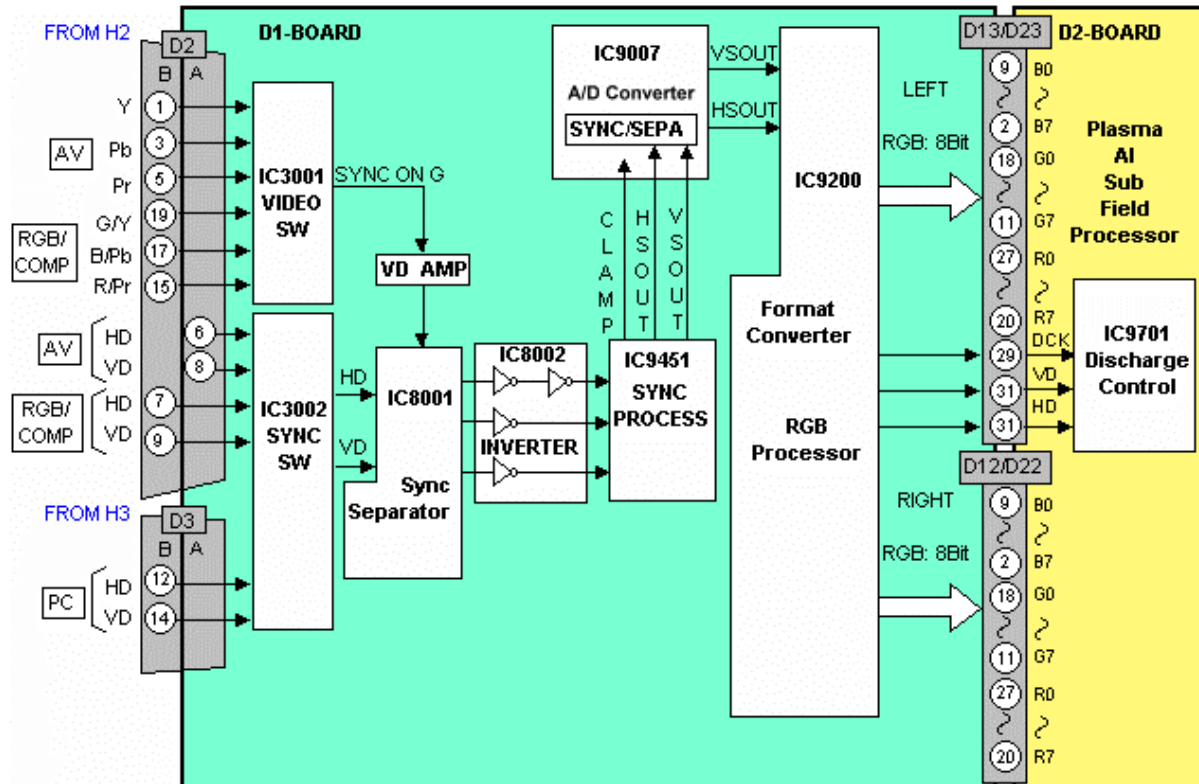 FROM H2
D2
B A
D1-BOARD
D13/D23
D2-BOARD
Y
1
AV
Pb
3
Pr
5
G/Y
19
RGB/
COMP
B/Pb
17
R/Pr
15
IC3001
VIDEO
SW
SYNC ON G
VD AMP
AV
HD
6
VD
8
RGB/
COMP
HD
7
VD
9
IC3002
SYNC
SW
HD
VD
IC8001
Sync
Separator
IC8002
INVERTER
IC9451
SYNC
PROCESS
CLAMP
HSOUT
VSOUT
IC9007
A/D Converter
SYNC/SEPA
VSOUT
HSOUT
IC9200
Format
Converter
RGB
Processor
LEFT
RGB: 8Bit
9 B0
2 B7
18 G0
11 G7
27 R0
20 R7
29 DCK
31 VD
31 HD
Plasma
AI
Sub
Field
Processor
IC9701
Discharge
Control
FROM H3
D3
B A
PC
HD
12
VD
14
D12/D22
RIGHT
RGB: 8Bit
9 B0
2 B7
18 G0
11 G7
27 R0
20 R7